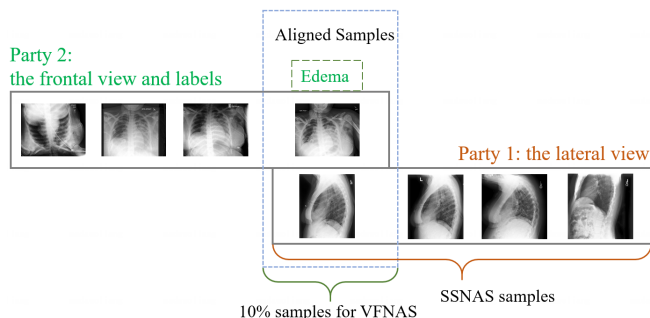 Aligned Samples
Party 2:
the frontal view and labels
Edema
Party 1: the lateral view
SSNAS samples
10% samples for VFNAS